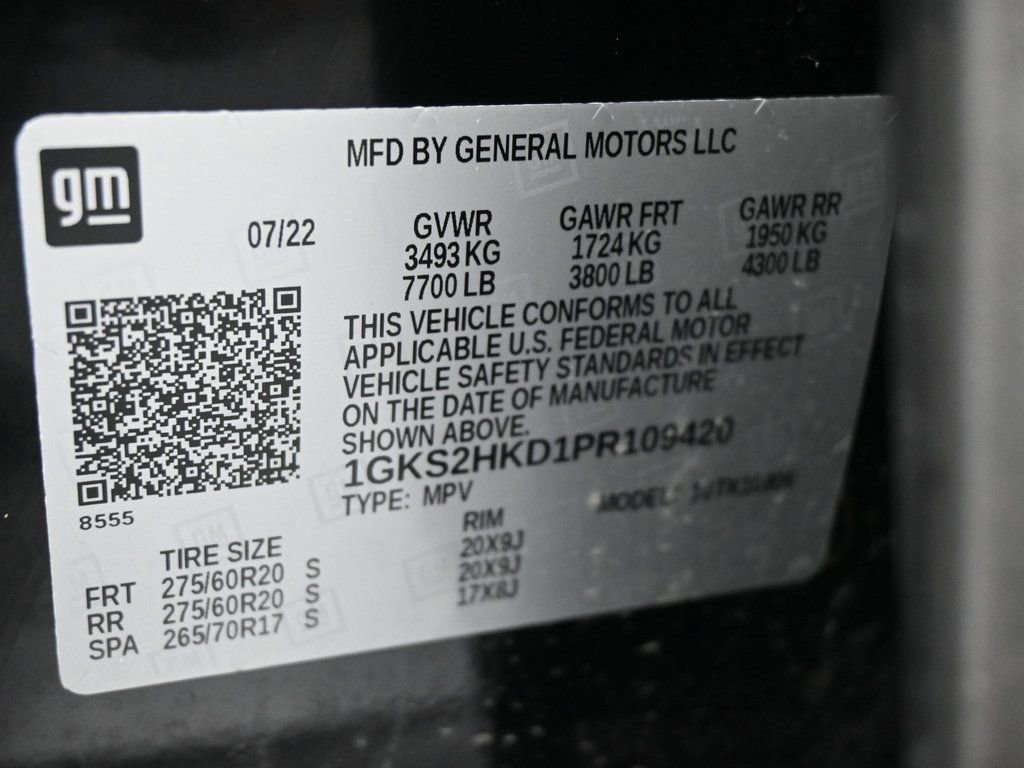 gm
MFD BY GENERAL MOTORS LLC
07/22
GVWR GAWR FRT GAWR RR
3493 KG 1724 KG 1950 KG
7700 LB 3800 LB 4300 LB
THIS VEHICLE CONFORMS TO ALL
APPLICABLE U.S. FEDERAL MOTOR
VEHICLE SAFETY STANDARDS IN EFFECT
ON THE DATE OF MANUFACTURE
SHOWN ABOVE.
1GKS2HKD1PR109420
TYPE: MPV MODEL:
8555
TIRE SIZE RIM
FRT 275/60R20 S 20X9J
RR 275/60R20 S 20X9J
SPA 265/70R17 S 17X8J